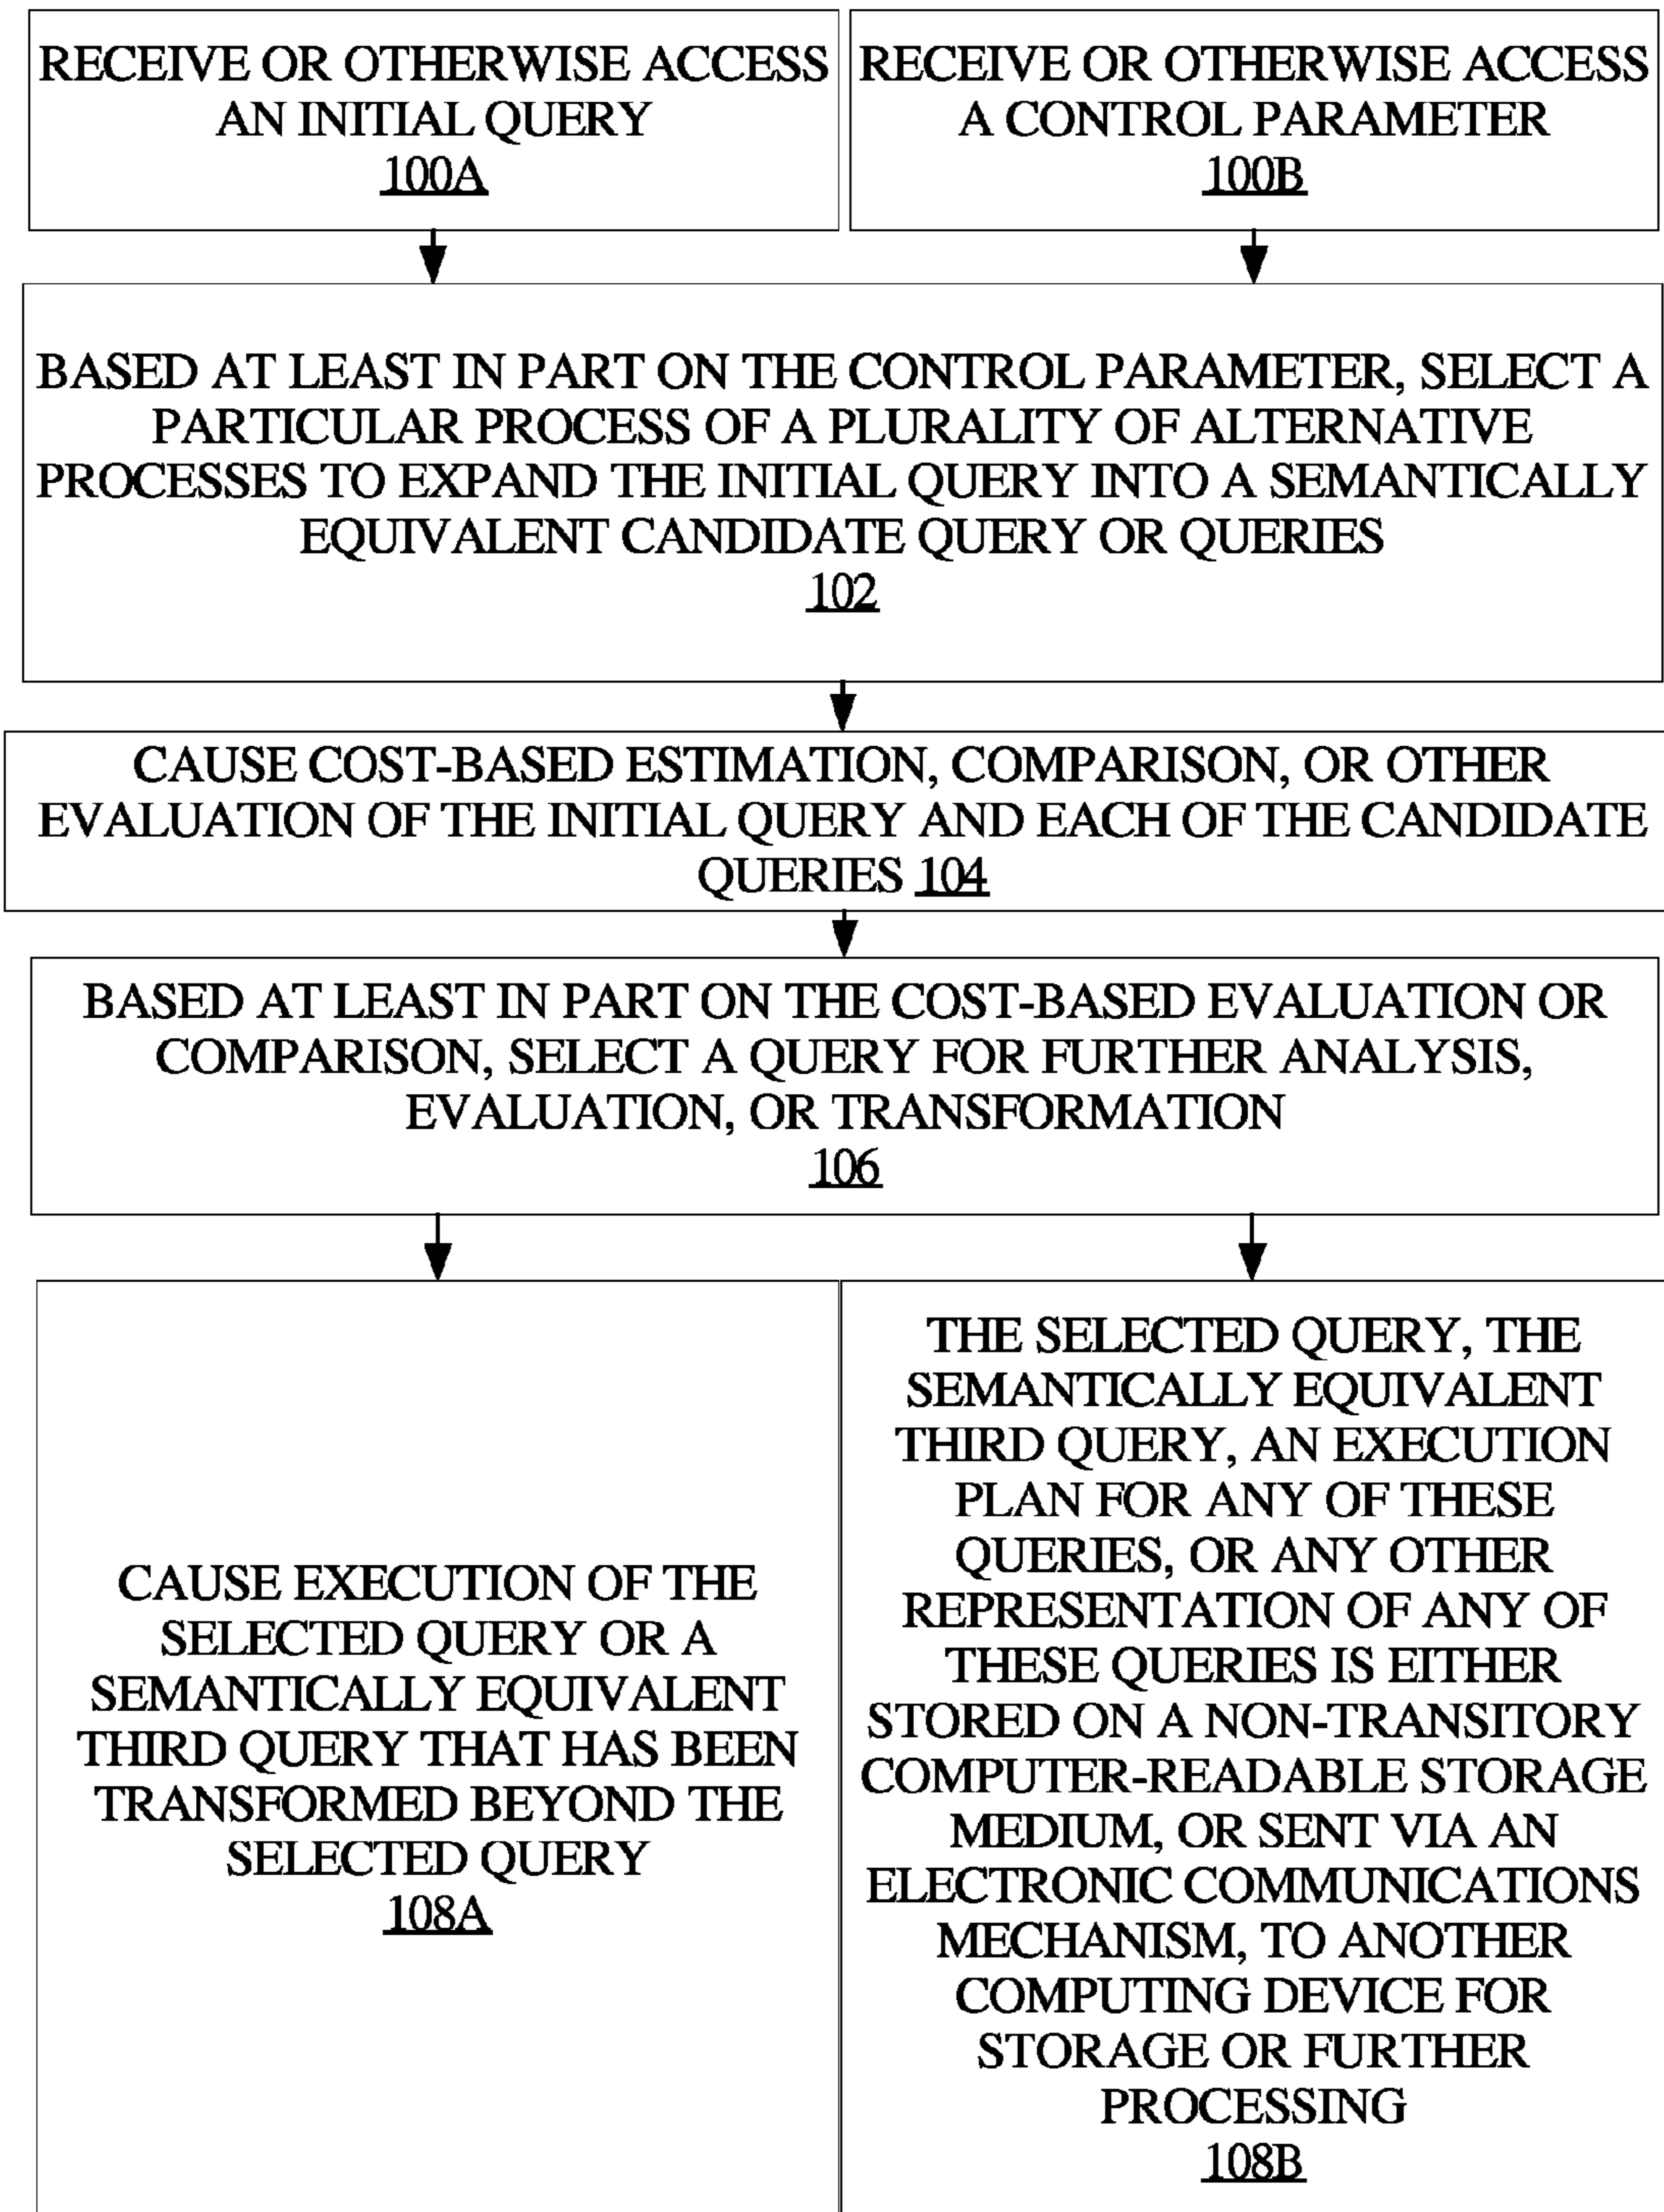 RECEIVE OR OTHERWISE ACCESS
AN INITIAL QUERY
100A
RECEIVE OR OTHERWISE ACCESS
A CONTROL PARAMETER
100B
BASED AT LEAST IN PART ON THE CONTROL PARAMETER, SELECT A
PARTICULAR PROCESS OF A PLURALITY OF ALTERNATIVE
PROCESSES TO EXPAND THE INITIAL QUERY INTO A SEMANTICALLY
EQUIVALENT CANDIDATE QUERY OR QUERIES
102
CAUSE COST-BASED ESTIMATION, COMPARISON, OR OTHER
EVALUATION OF THE INITIAL QUERY AND EACH OF THE CANDIDATE
QUERIES 104
BASED AT LEAST IN PART ON THE COST-BASED EVALUATION OR
COMPARISON, SELECT A QUERY FOR FURTHER ANALYSIS,
EVALUATION, OR TRANSFORMATION
106
CAUSE EXECUTION OF THE
SELECTED QUERY OR A
SEMANTICALLY EQUIVALENT
THIRD QUERY THAT HAS BEEN
TRANSFORMED BEYOND THE
SELECTED QUERY
108A
THE SELECTED QUERY, THE
SEMANTICALLY EQUIVALENT
THIRD QUERY, AN EXECUTION
PLAN FOR ANY OF THESE
QUERIES, OR ANY OTHER
REPRESENTATION OF ANY OF
THESE QUERIES IS EITHER
STORED ON A NON-TRANSITORY
COMPUTER-READABLE STORAGE
MEDIUM, OR SENT VIA AN
ELECTRONIC COMMUNICATIONS
MECHANISM, TO ANOTHER
COMPUTING DEVICE FOR
STORAGE OR FURTHER
PROCESSING
108B